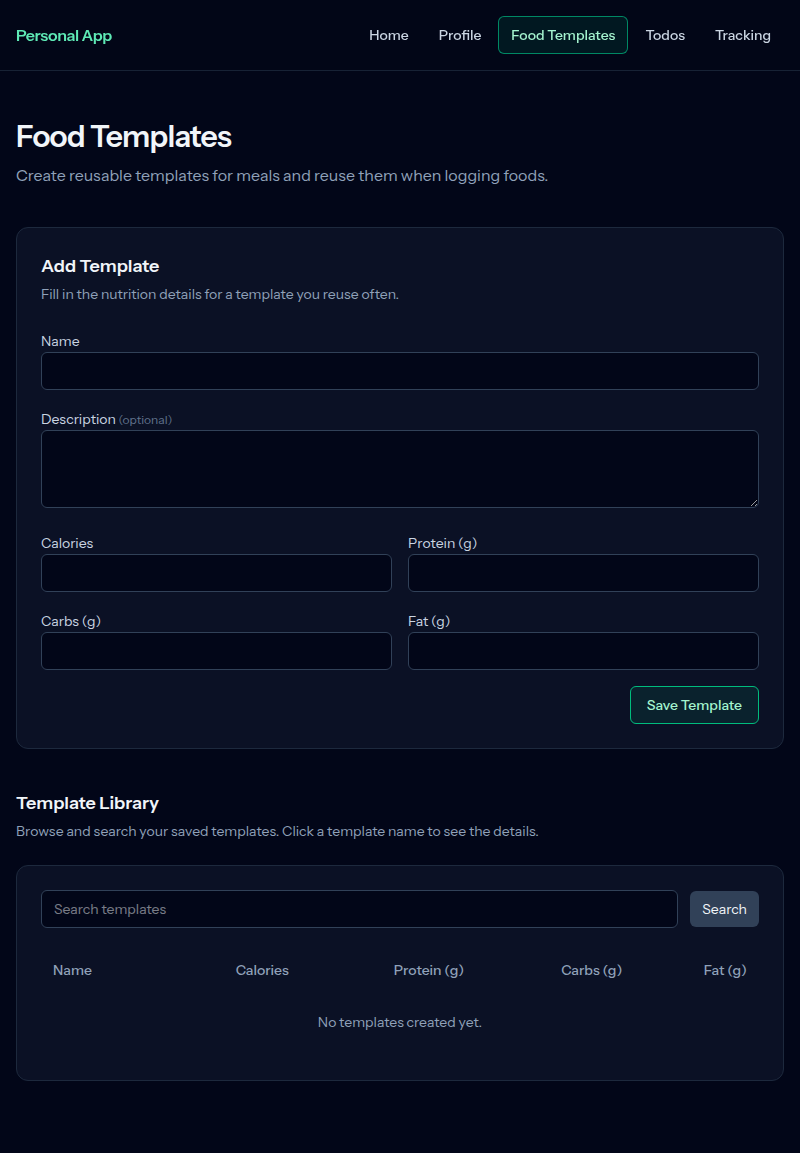 Personal App
Home Profile Food Templates Todos Tracking
Food Templates
Create reusable templates for meals and reuse them when logging foods.
Add Template
Fill in the nutrition details for a template you reuse often.
Name
Description (optional)
Calories Protein (g)
Carbs (g) Fat (g)
Save Template
Template Library
Browse and search your saved templates. Click a template name to see the details.
Search templates Search
Name Calories Protein (g) Carbs (g) Fat (g)
No templates created yet.